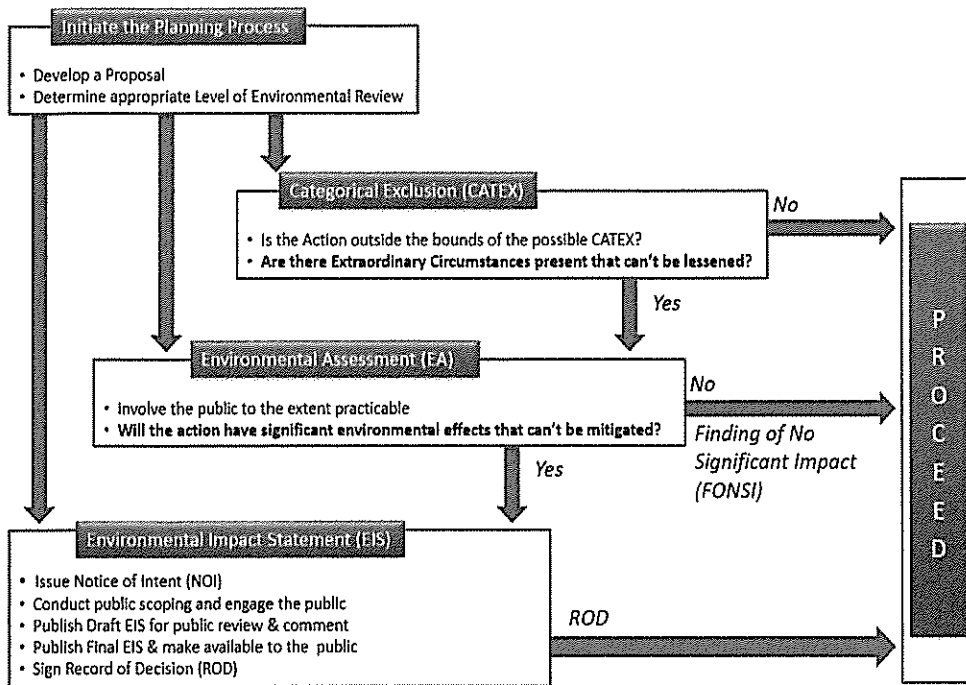 Initiate the Planning Process
• Develop a Proposal
• Determine appropriate Level of Environmental Review
Categorical Exclusion (CATEX)
• Is the Action outside the bounds of the possible CATEX?
• Are there Extraordinary Circumstances present that can't be lessened?
No
Yes
Environmental Assessment (EA)
• Involve the public to the extent practicable
• Will the action have significant environmental effects that can't be mitigated?
No
Finding of No
Significant Impact
(FONSI)
Yes
Environmental Impact Statement (EIS)
• Issue Notice of Intent (NOI)
• Conduct public scoping and engage the public
• Publish Draft EIS for public review & comment
• Publish Final EIS & make available to the public
• Sign Record of Decision (ROD)
ROD
PROCEED